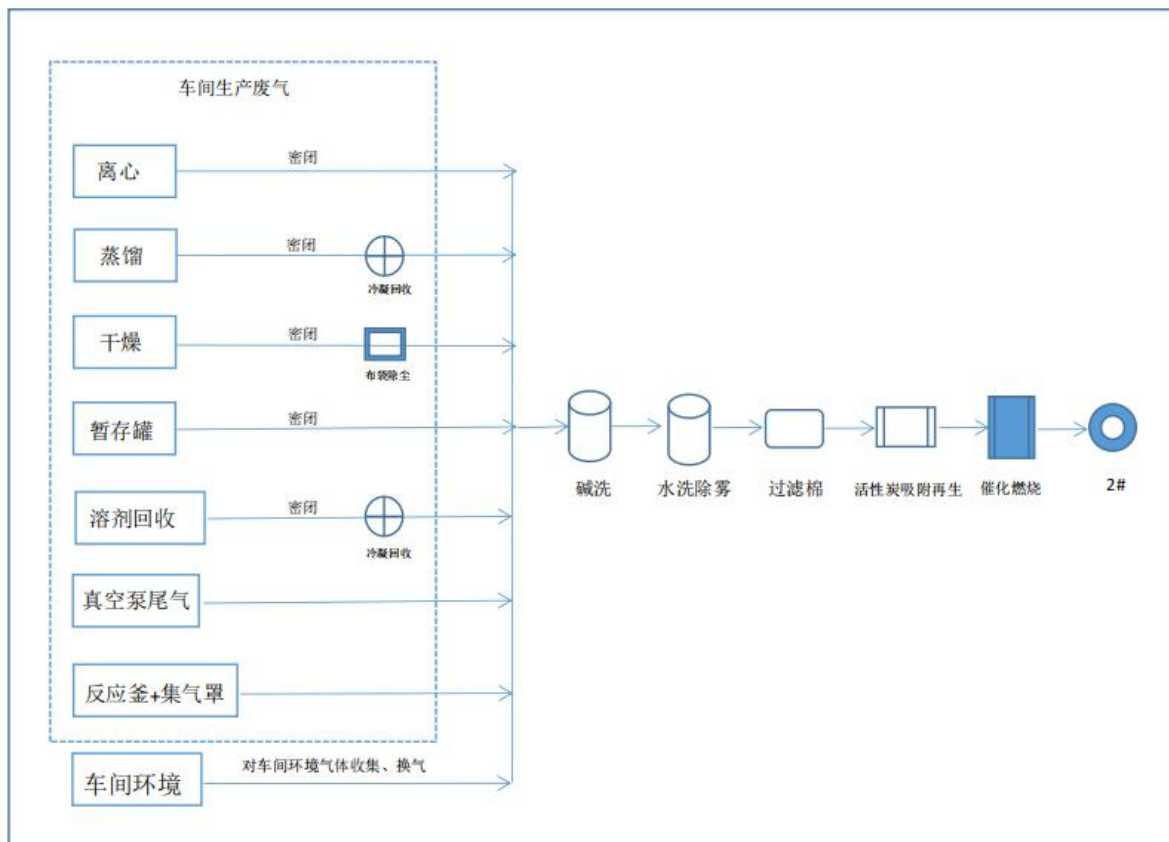 车间生产废气
离心
密闭
蒸馏
密闭
冷凝回收
干燥
密闭
布袋除尘
暂存罐
密闭
溶剂回收
密闭
冷凝回收
真空泵尾气
反应釜+集气罩
车间环境
对车间环境气体收集、换气
碱洗
水洗除雾
过滤棉
活性炭吸附再生
催化燃烧
2#